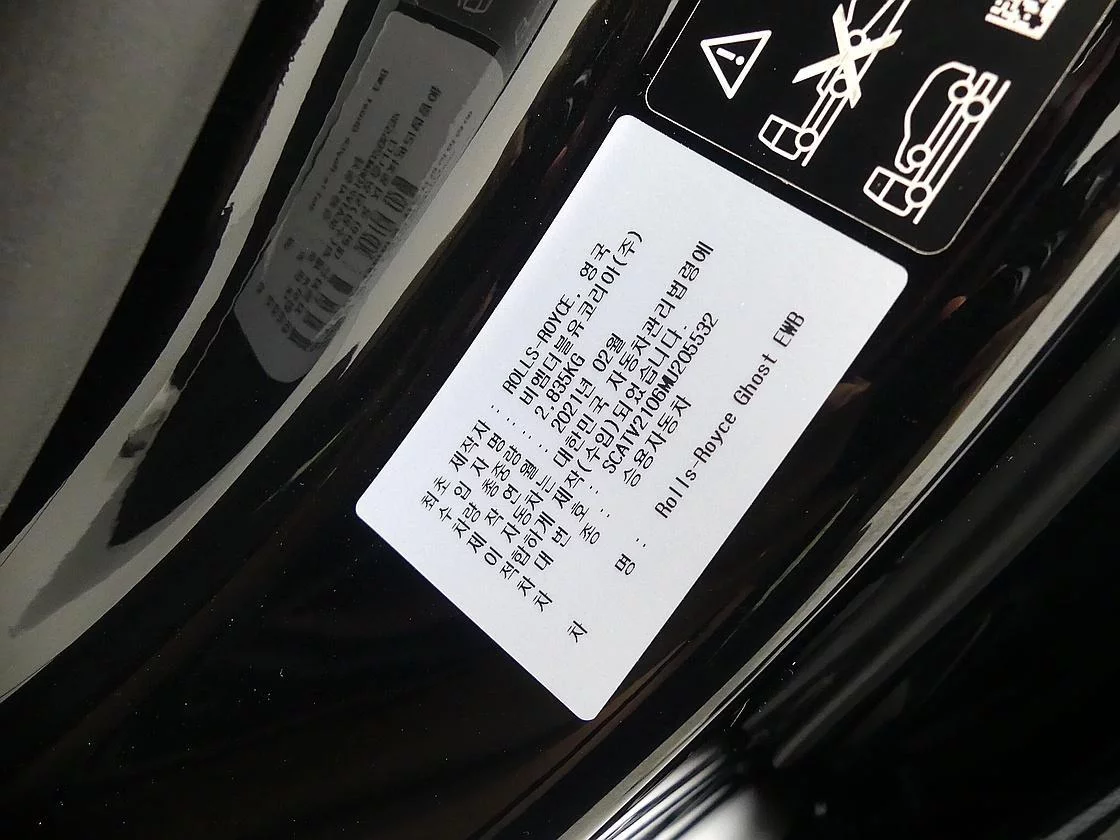 최초 제작자 : ROLLS-ROYCE, 영국
수입 자명 : 비엠더블유코리아(주)
차량 총중량 : 2,835KG
제 작 연 월 : 2021년 02월
이 자동차는 대한민국 자동차관리법령에
적합하게 제작(수입)되었습니다.
차 대 번 호 : SCATV2106MU205532
차 종 : 승용자동차
차 명 : Rolls-Royce Ghost EWB